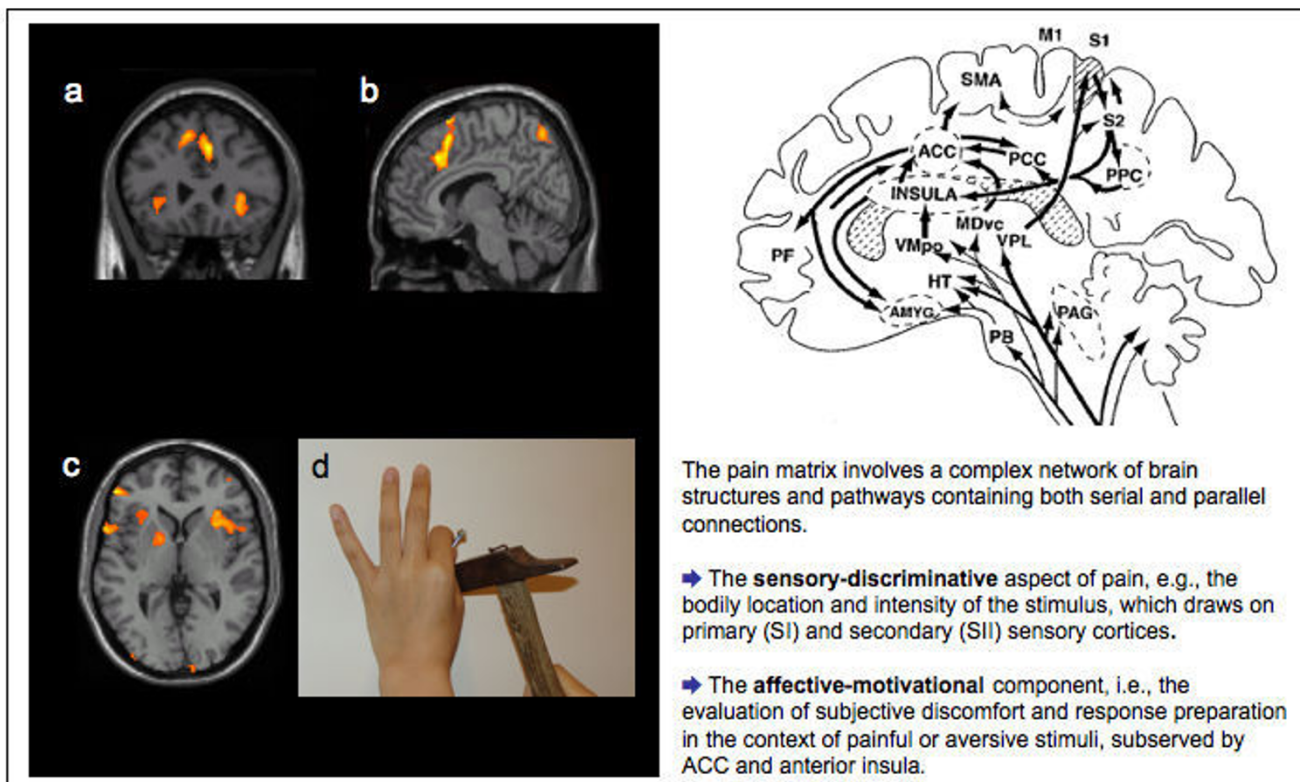 a
b
c
d
M1
S1
SMA
S2
ACC
PCC
PPC
INSULA
MDvc
VPL
VMpo
PF
HT
AMYG
PAG
PB
The pain matrix involves a complex network of brain
structures and pathways containing both serial and parallel
connections.
➡ The sensory-discriminative aspect of pain, e.g., the
bodily location and intensity of the stimulus, which draws on
primary (SI) and secondary (SII) sensory cortices.
➡ The affective-motivational component, i.e., the
evaluation of subjective discomfort and response preparation
in the context of painful or aversive stimuli, subserved by
ACC and anterior insula.